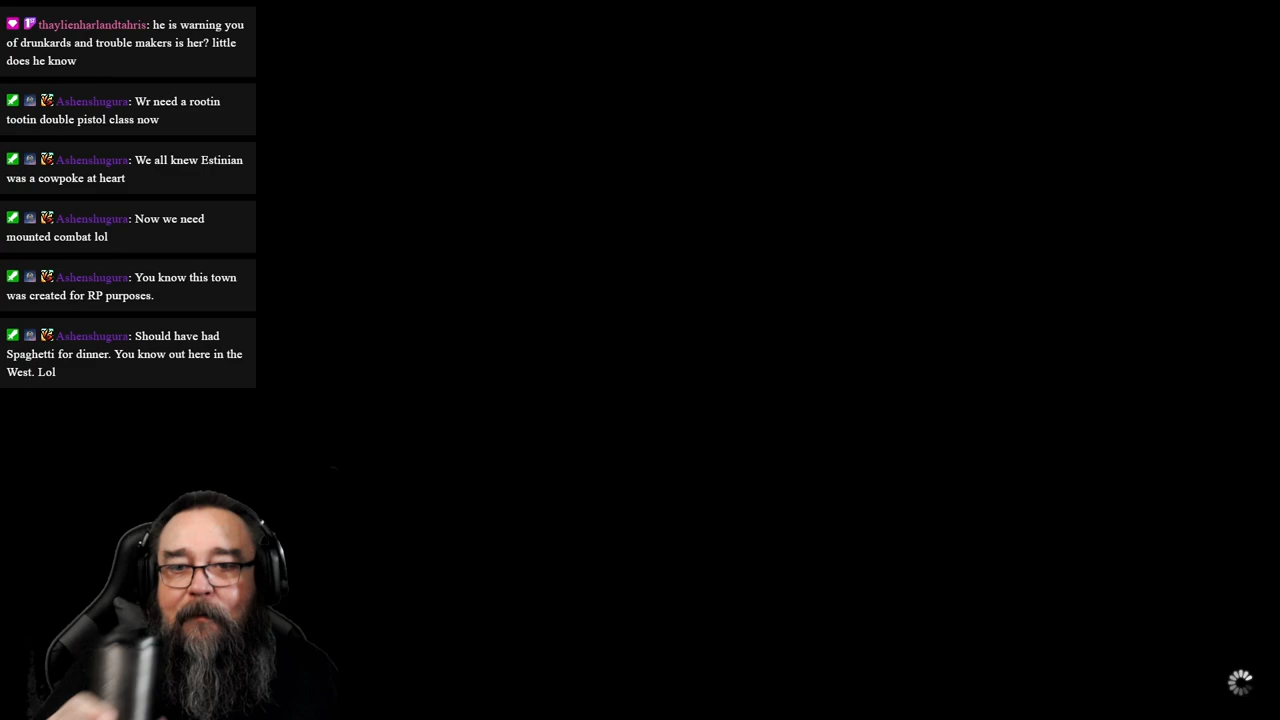 thaylienharlandtahris: he is warning you
of drunkards and trouble makers is her? little
does he know
Ashenshugura: Wr need a rootin
tootin double pistol class now
Ashenshugura: We all knew Estinian
was a cowpoke at heart
Ashenshugura: Now we need
mounted combat lol
Ashenshugura: You know this town
was created for RP purposes.
Ashenshugura: Should have had
Spaghetti for dinner. You know out here in the
West. Lol